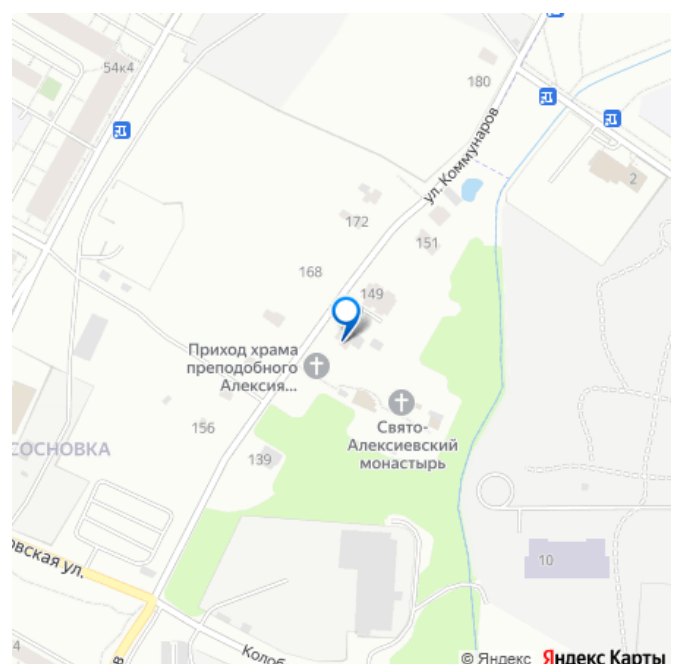 54к4
180
ул. Коммунаров
2
172
151
168
149
Приход храма
преподобного
Алексия...
Свято-
Алексиевский
монастырь
156
СОСНОВКА
139
10
овская ул.
4
в
Колоб
© Яндекс Яндекс Карты